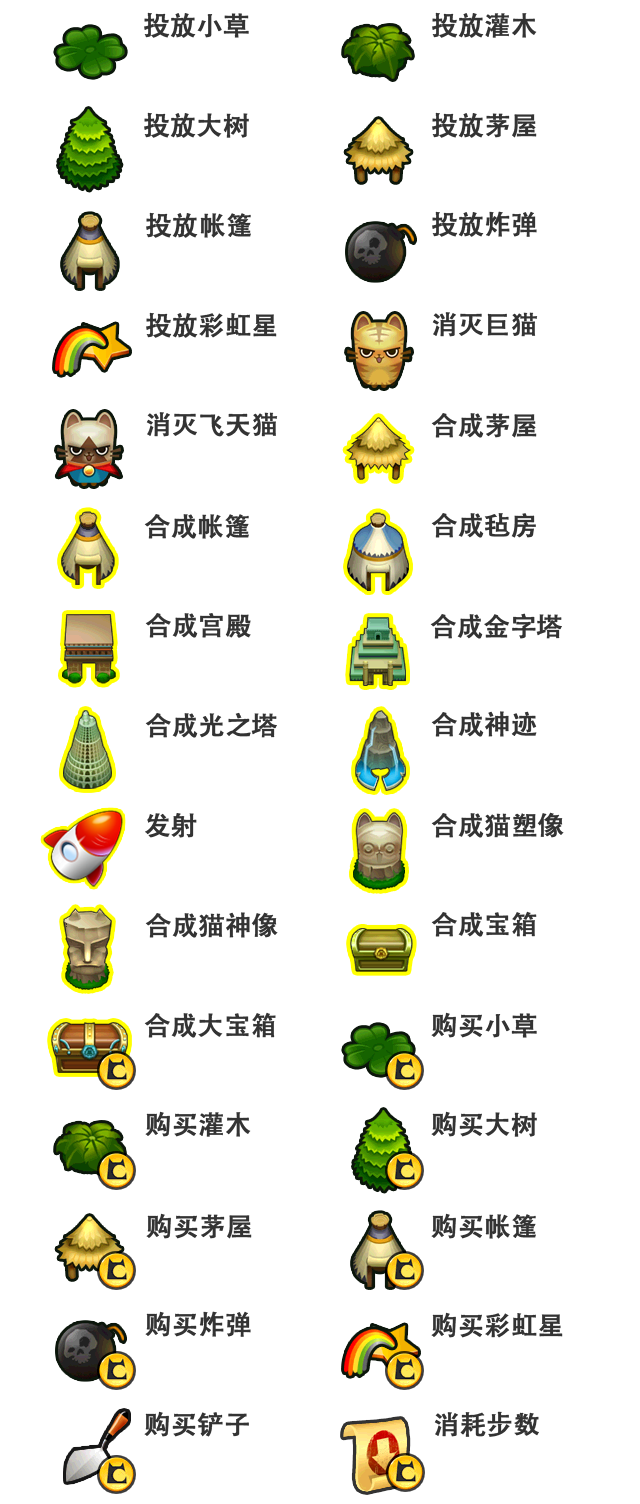 投放小草
投放灌木
投放大树
投放茅屋
投放帐篷
投放炸弹
投放彩虹星
消灭巨猫
消灭飞天猫
合成茅屋
合成帐篷
合成毡房
合成宫殿
合成金字塔
合成光之塔
合成神迹
发射
合成猫塑像
合成猫神像
合成宝箱
合成大宝箱
购买小草
购买灌木
购买大树
购买茅屋
购买帐篷
购买炸弹
购买彩虹星
购买铲子
消耗步数